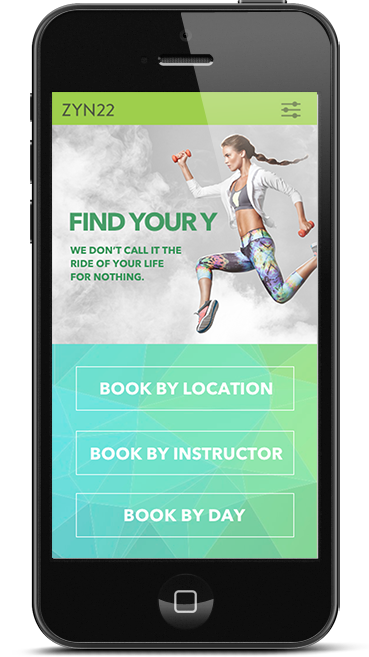 ZYN22
FIND YOUR Y
WE DON'T CALL IT THE
RIDE OF YOUR LIFE
FOR NOTHING.
BOOK BY LOCATION
BOOK BY INSTRUCTOR
BOOK BY DAY